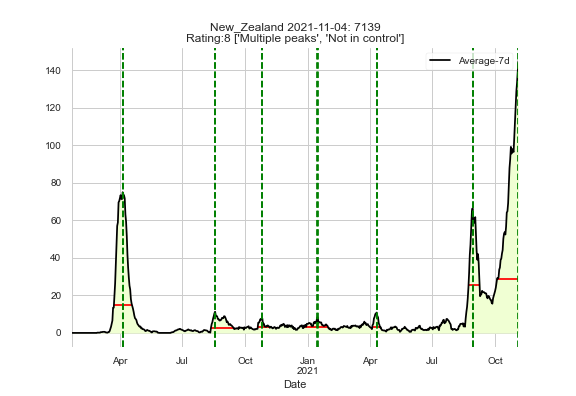 New_Zealand 2021-11-04: 7139
Rating:8 ['Multiple peaks', 'Not in control']
Average-7d
140
120
100
80
60
40
20
0
Apr Jul Oct Jan Apr Jul Oct
2021
Date